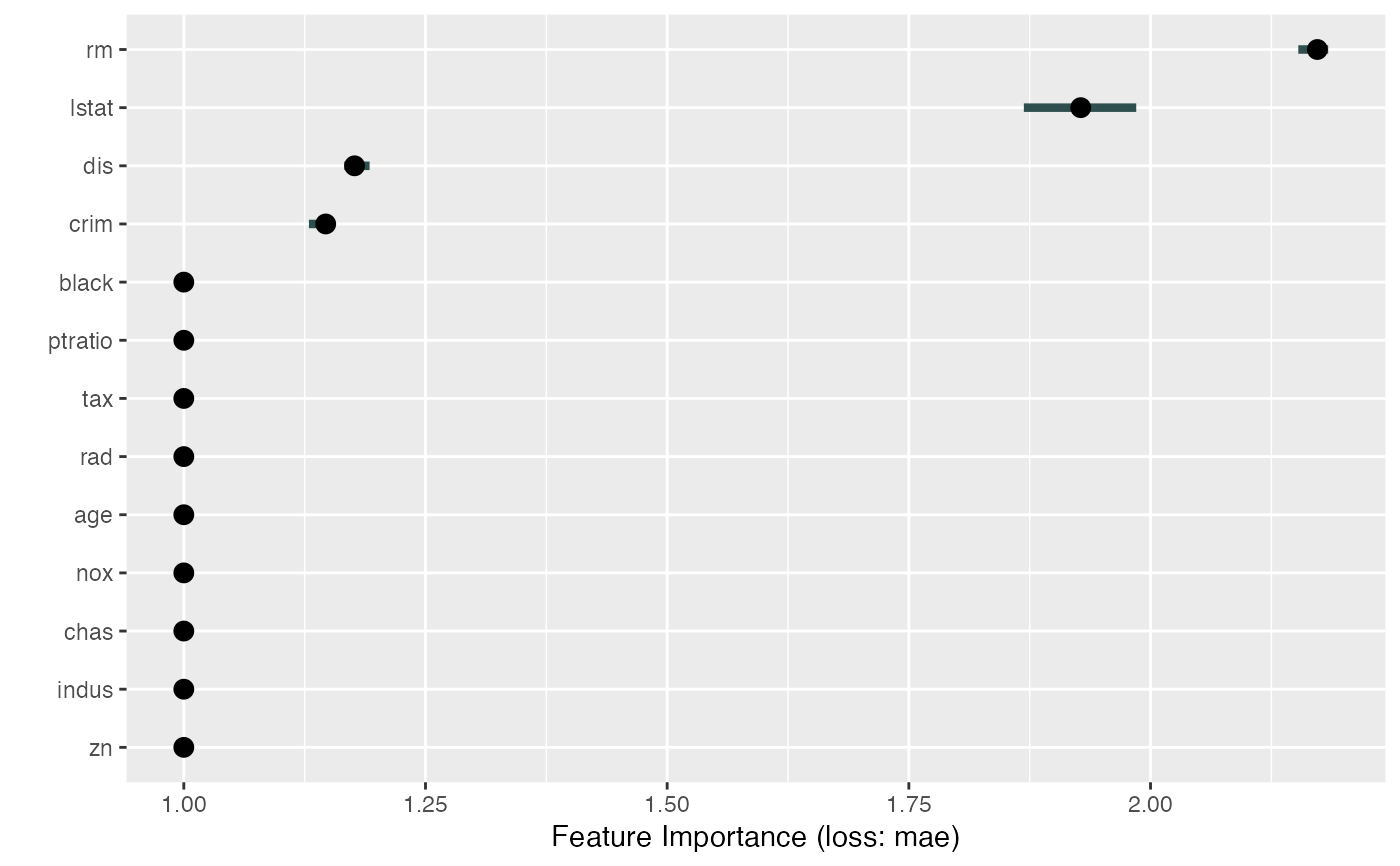 rm
lstat
dis
crim
black
ptratio
tax
rad
age
nox
chas
indus
zn
1.00 1.25 1.50 1.75 2.00
Feature Importance (loss: mae)